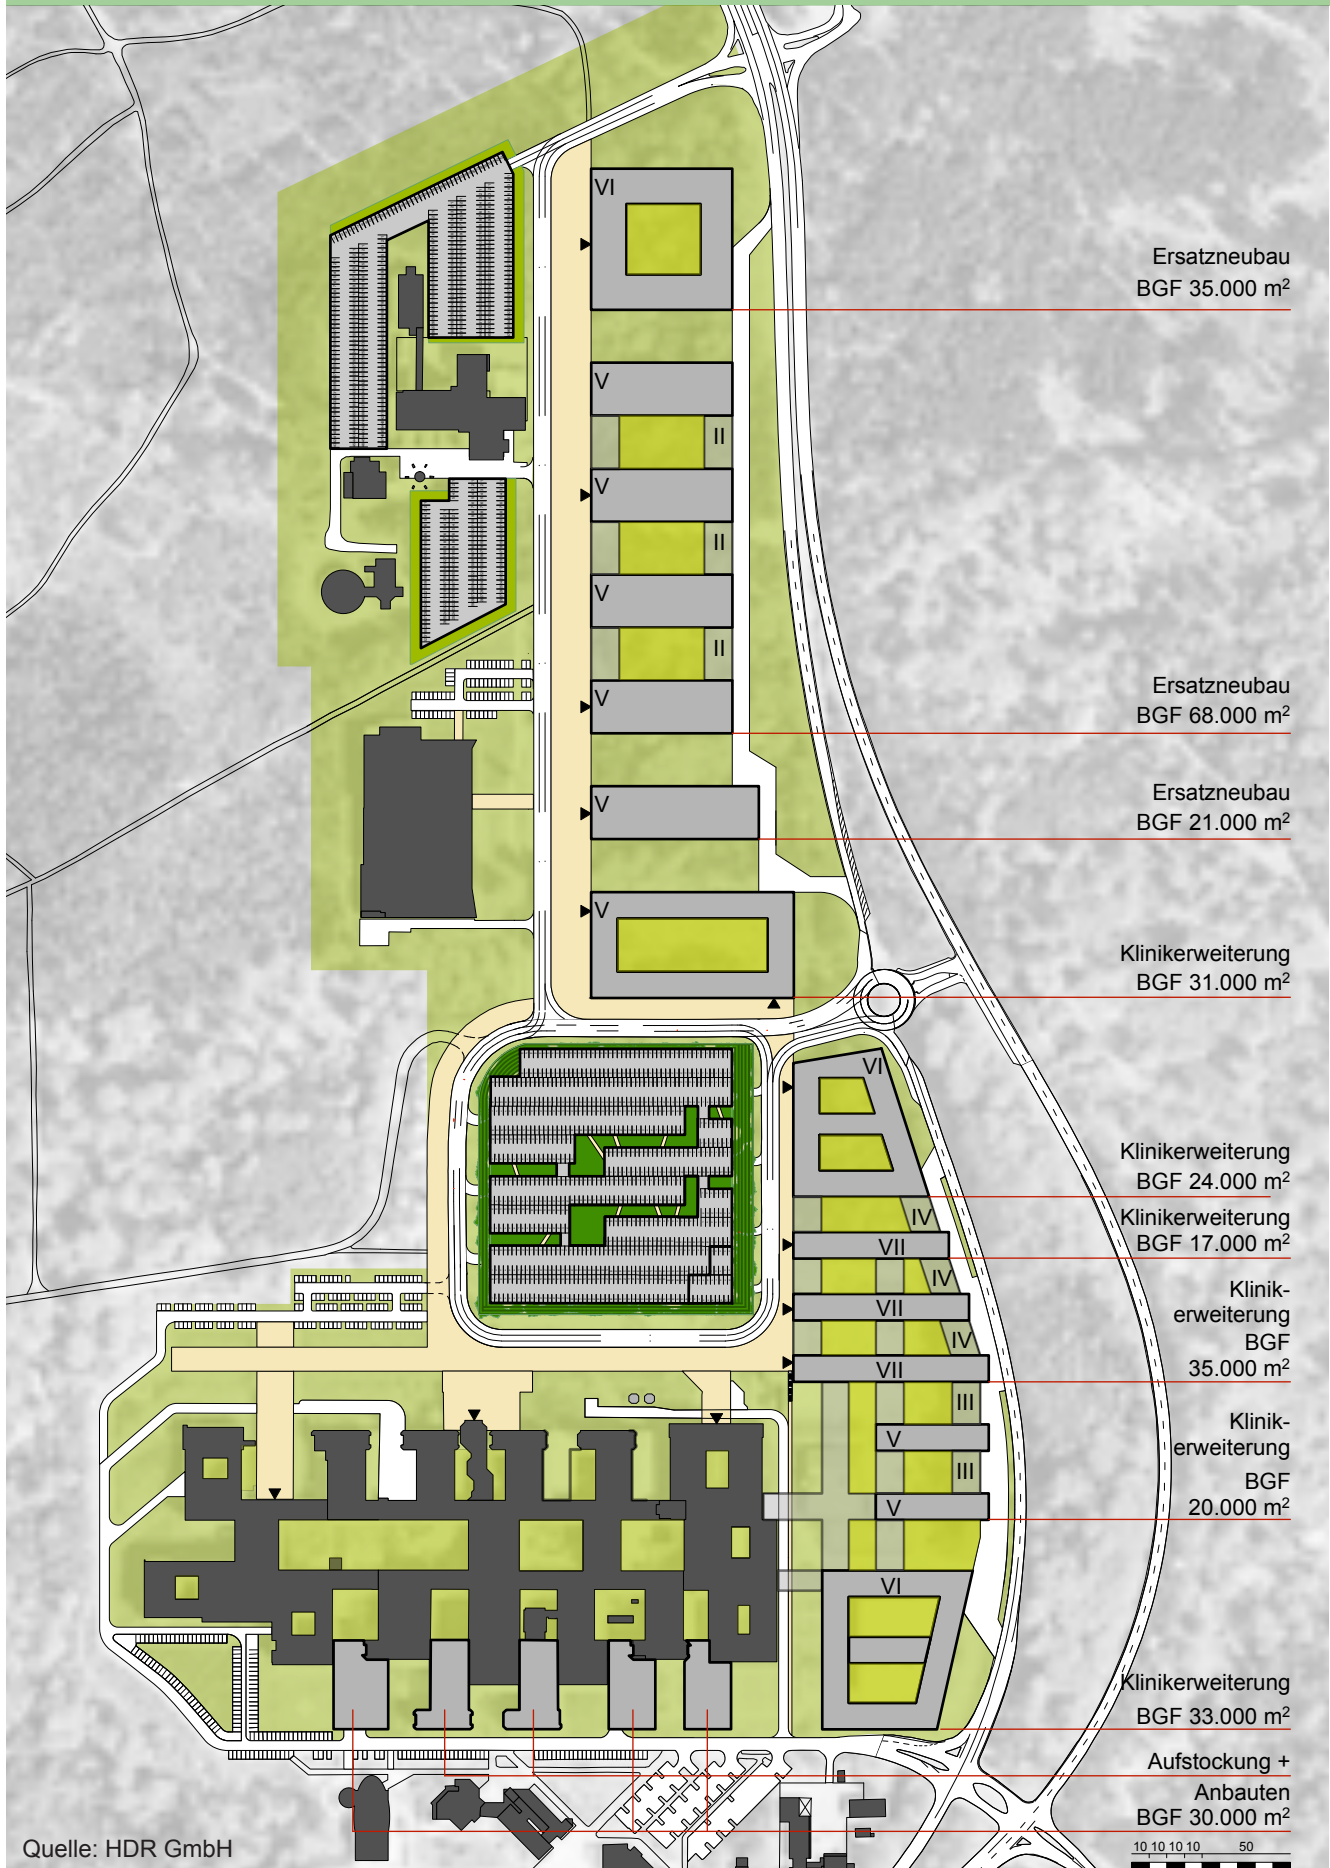 VI
Ersatzneubau
BGF 35.000 m²
V
II
V
II
V
II
V
Ersatzneubau
BGF 68.000 m²
V
Ersatzneubau
BGF 21.000 m²
V
Klinikerweiterung
BGF 31.000 m²
VI
Klinikerweiterung
BGF 24.000 m²
IV
Klinikerweiterung
BGF 17.000 m²
VII
IV
Klinik-
erweiterung
BGF
35.000 m²
VII
IV
VII
III
Klinik-
erweiterung
BGF
20.000 m²
V
III
V
VI
Klinikerweiterung
BGF 33.000 m²
Aufstockung +
Anbauten
BGF 30.000 m²
Quelle: HDR GmbH
10 10 10 10 50